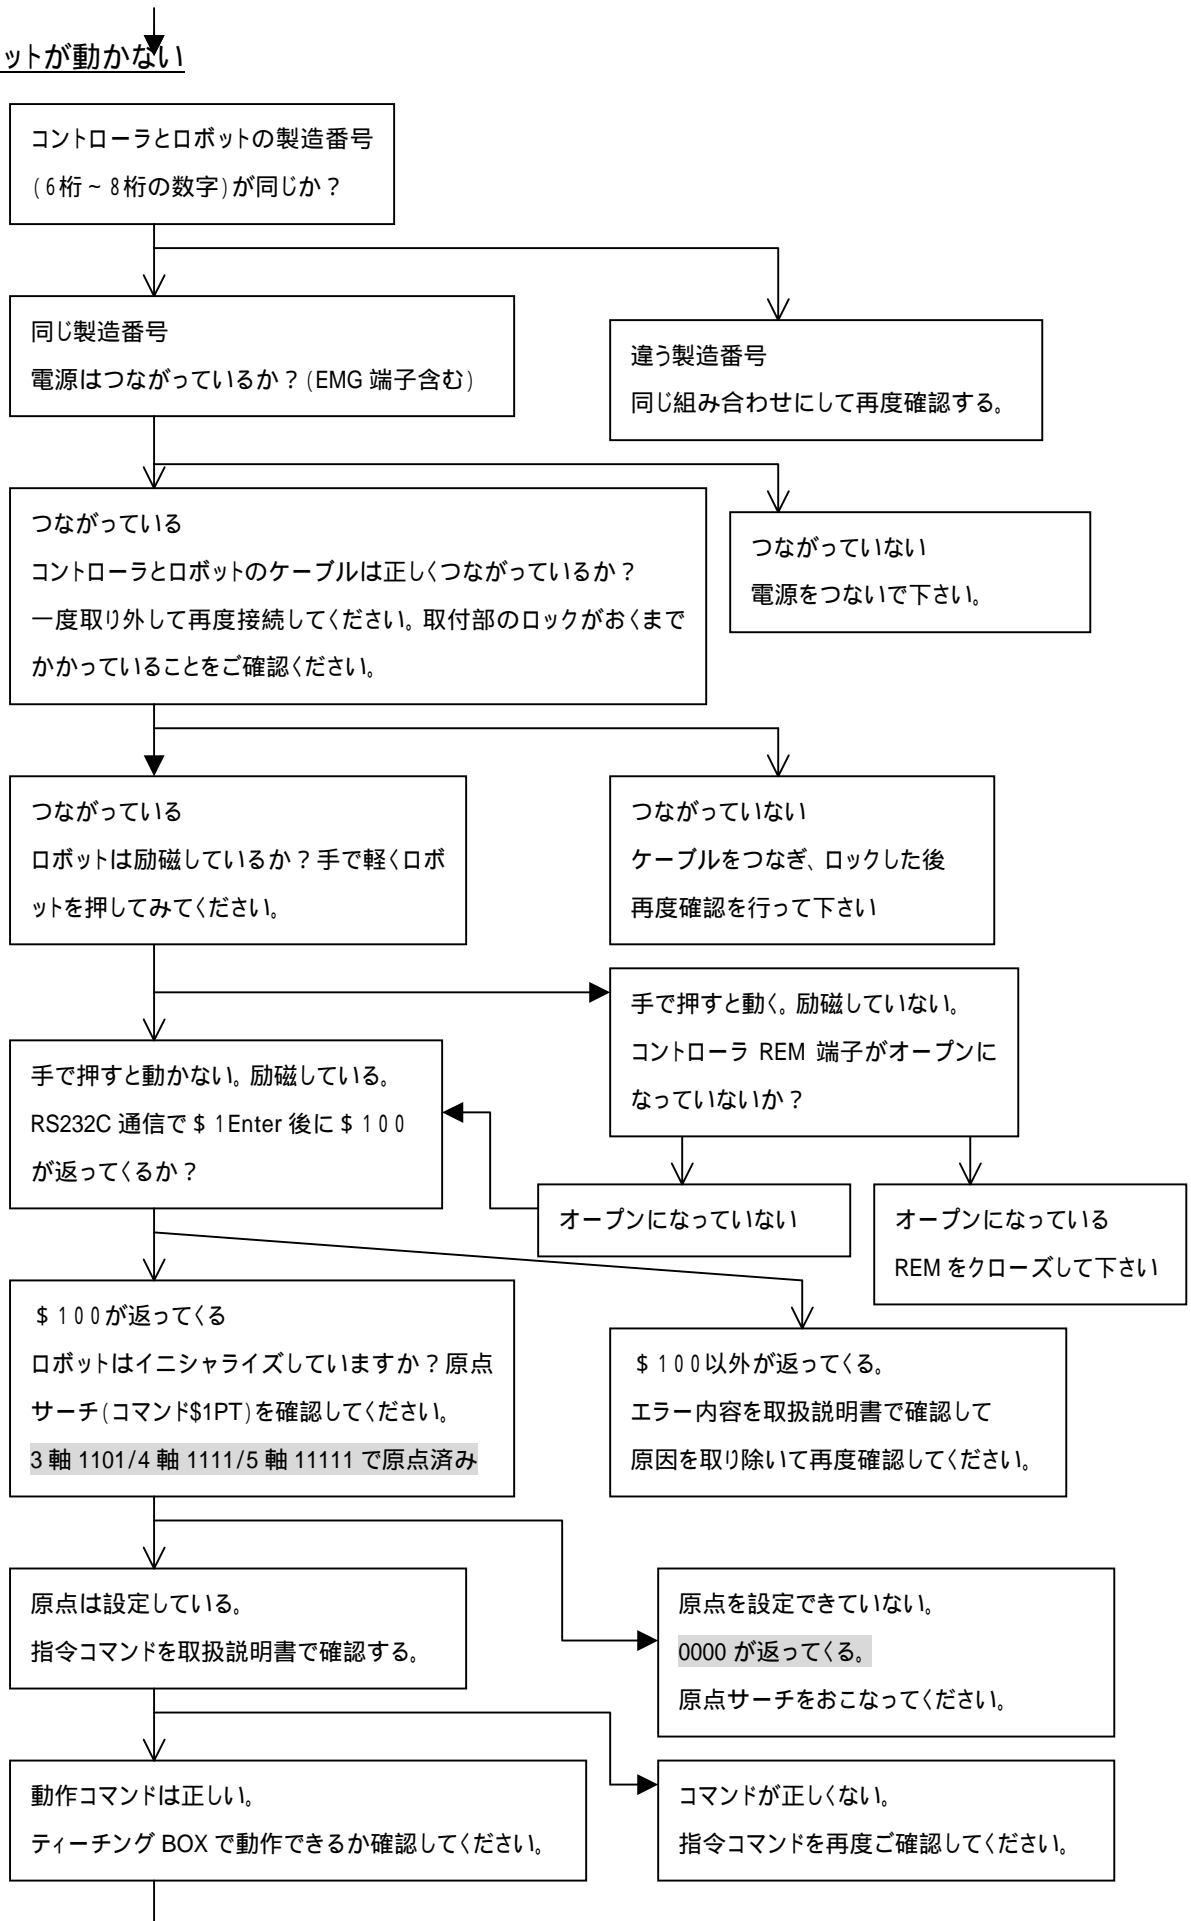 ットが動かない
コントローラとロボットの製造番号
(6桁~8桁の数字)が同じか?
同じ製造番号
電源はつながっているか?(EMG 端子含む)
違う製造番号
同じ組み合わせにして再度確認する。
つながっている
コントローラとロボットのケーブルは正しくつながっているか?
一度取り外して再度接続してください。取付部のロックがおくまで
かかっていることをご確認ください。
つながっていない
電源をつないで下さい。
つながっている
ロボットは励磁しているか?手で軽くロボ
ットを押してみてください。
つながっていない
ケーブルをつなぎ、ロックした後
再度確認を行って下さい
手で押すと動く。励磁していない。
コントローラ REM 端子がオープンに
なっていないか?
手で押すと動かない。励磁している。
RS232C 通信で$1Enter 後に$100
が返ってくるか?
オープンになっていない
オープンになっている
REM をクローズして下さい
$100が返ってくる
ロボットはイニシャライズしていますか?原点
サーチ(コマンド$1PT)を確認してください。
3 軸 1101/4 軸 1111/5 軸 11111 で原点済み
$100以外が返ってくる。
エラー内容を取扱説明書で確認して
原因を取り除いて再度確認してください。
原点は設定している。
指令コマンドを取扱説明書で確認する。
原点を設定できていない。
0000 が返ってくる。
原点サーチをおこなってください。
動作コマンドは正しい。
ティーチング BOX で動作できるか確認してください。
コマンドが正しくない。
指令コマンドを再度ご確認してください。